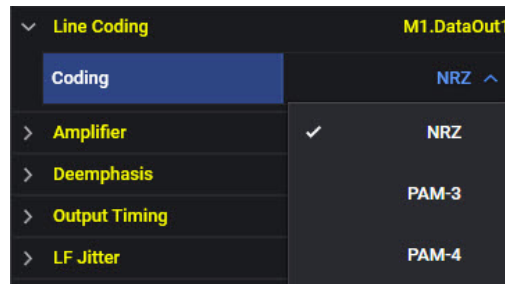 Line Coding M1.DataOut1
Coding NRZ
Amplifier NRZ
Deemphasis
PAM-3
Output Timing
LF Jitter PAM-4